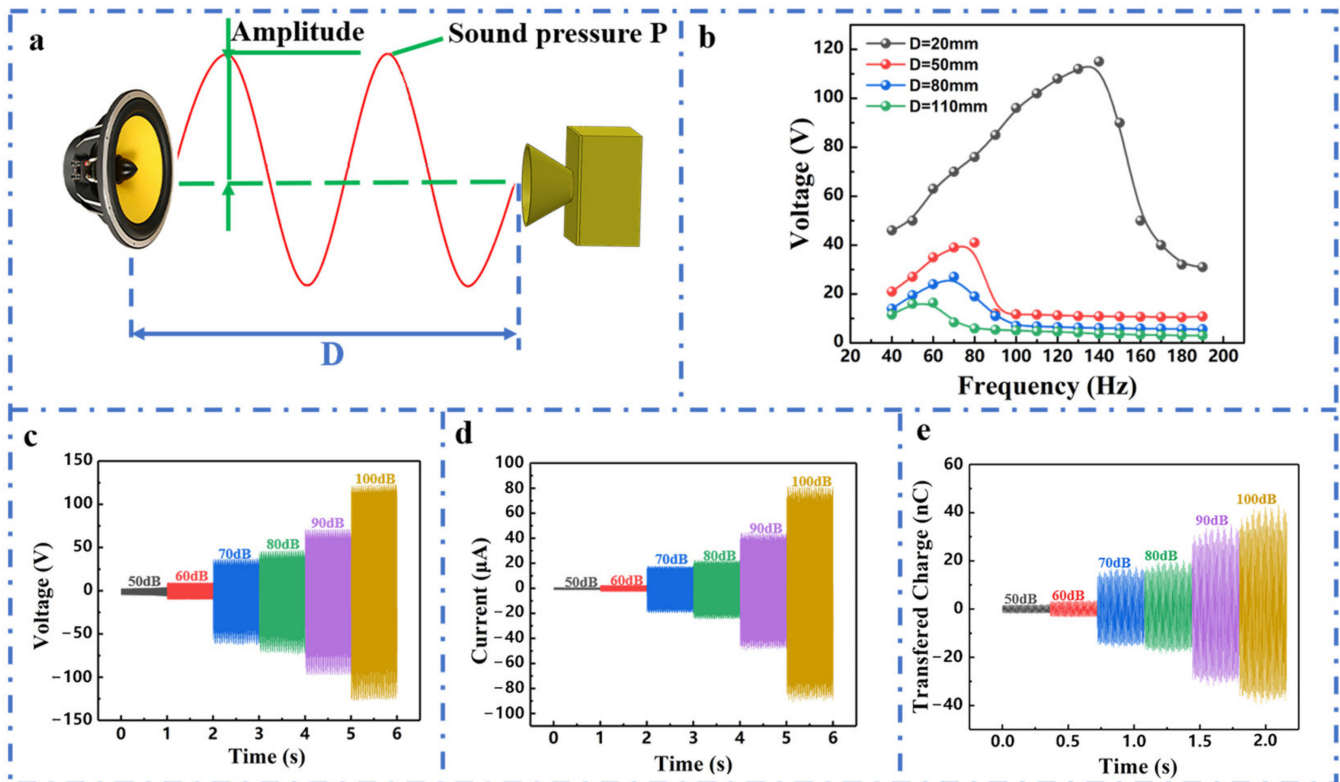 a
Amplitude
Sound pressure P
D
b
D=20mm
D=50mm
D=80mm
D=110mm
Voltage (V)
120
100
80
60
40
20
0
20 40 60 80 100 120 140 160 180 200
Frequency (Hz)
c
Voltage (V)
150
100
50
0
−50
−100
−150
50dB
60dB
70dB
80dB
90dB
100dB
0 1 2 3 4 5 6
Time (s)
d
Current (μA)
100
80
60
40
20
0
−20
−40
−60
−80
−100
50dB
60dB
70dB
80dB
90dB
100dB
0 1 2 3 4 5 6
Time (s)
e
Transfered Charge (nC)
60
40
20
0
−20
−40
50dB
60dB
70dB
80dB
90dB
100dB
0.0 0.5 1.0 1.5 2.0
Time (s)